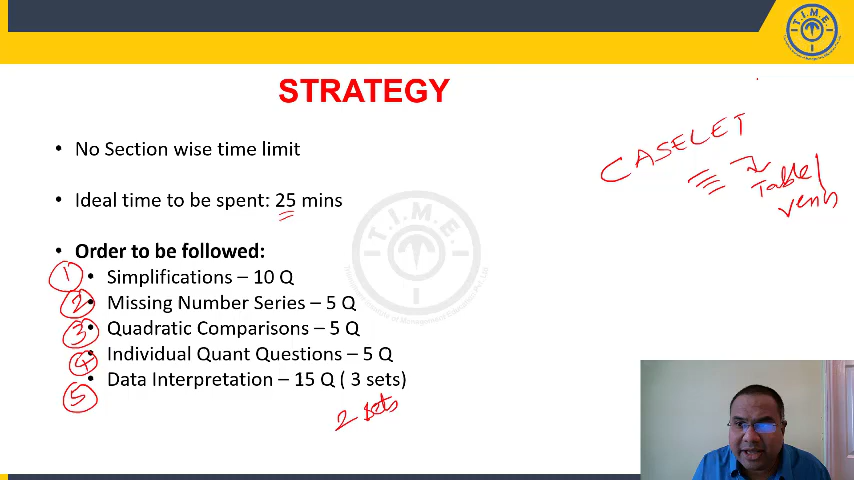 T.I.M.E.
STRATEGY
CASELET
Table/
Venn
• No Section wise time limit
• Ideal time to be spent: 25 mins
• Order to be followed:
1 • Simplifications – 10 Q
2 • Missing Number Series – 5 Q
3 • Quadratic Comparisons – 5 Q
4 • Individual Quant Questions – 5 Q
5 • Data Interpretation – 15 Q ( 3 sets)
2 sets
T.I.M.E.